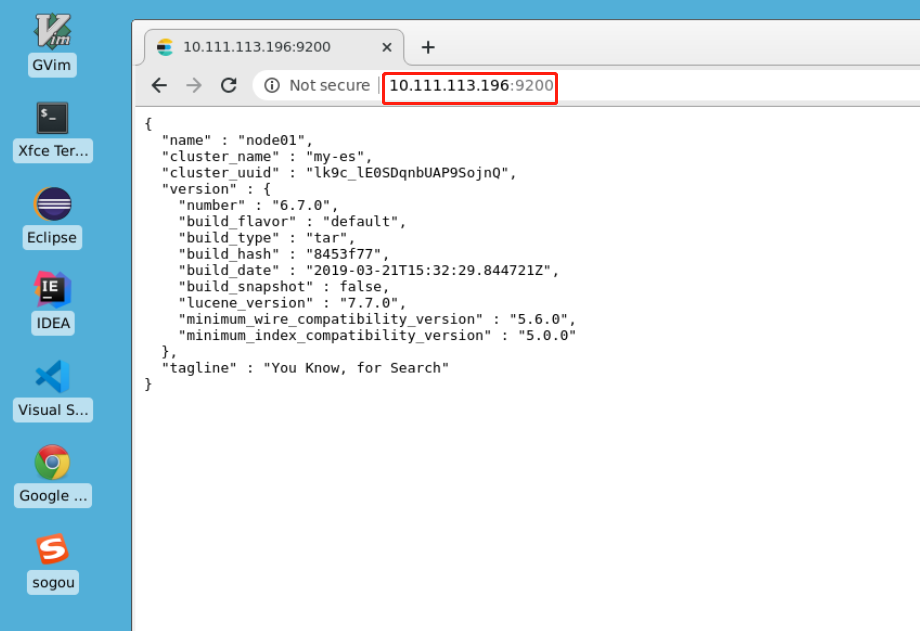 GVim
Xfce Ter...
Eclipse
IDEA
Visual S...
Google ...
sogou
10.111.113.196:9200
Not secure
10.111.113.196:9200
{
"name" : "node01",
"cluster_name" : "my-es",
"cluster_uuid" : "lk9c_lE0SDqnbUAP9SojnQ",
"version" : {
"number" : "6.7.0",
"build_flavor" : "default",
"build_type" : "tar",
"build_hash" : "8453f77",
"build_date" : "2019-03-21T15:32:29.844721Z",
"build_snapshot" : false,
"lucene_version" : "7.7.0",
"minimum_wire_compatibility_version" : "5.6.0",
"minimum_index_compatibility_version" : "5.0.0"
},
"tagline" : "You Know, for Search"
}